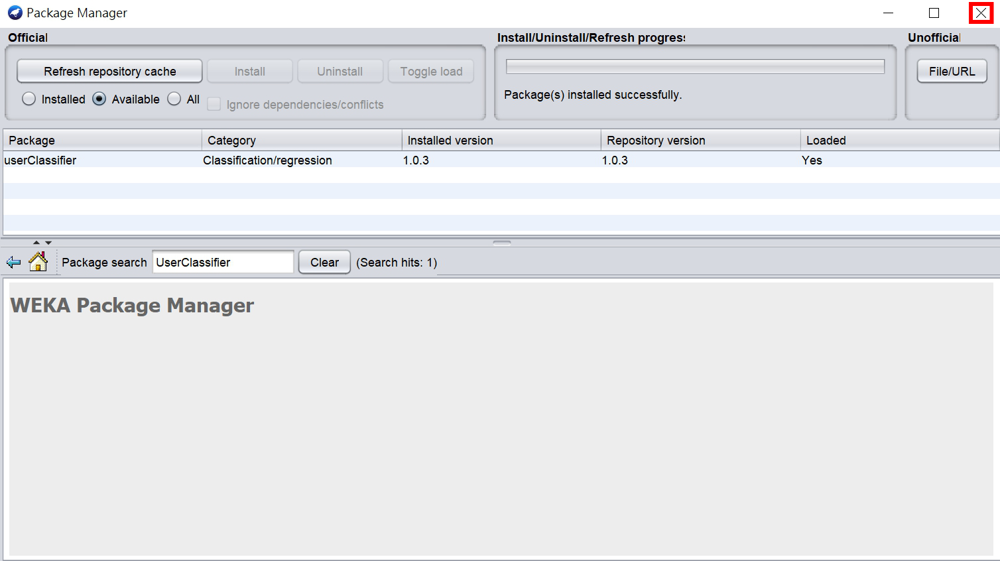 Package Manager
Official
Install/Uninstall/Refresh progress
Unofficial
Refresh repository cache
Install
Uninstall
Toggle load
File/URL
Installed
Available
All
Ignore dependencies/conflicts
Package(s) installed successfully.
Package Category Installed version Repository version Loaded
userClassifier Classification/regression 1.0.3 1.0.3 Yes
Package search UserClassifier Clear (Search hits: 1)
WEKA Package Manager